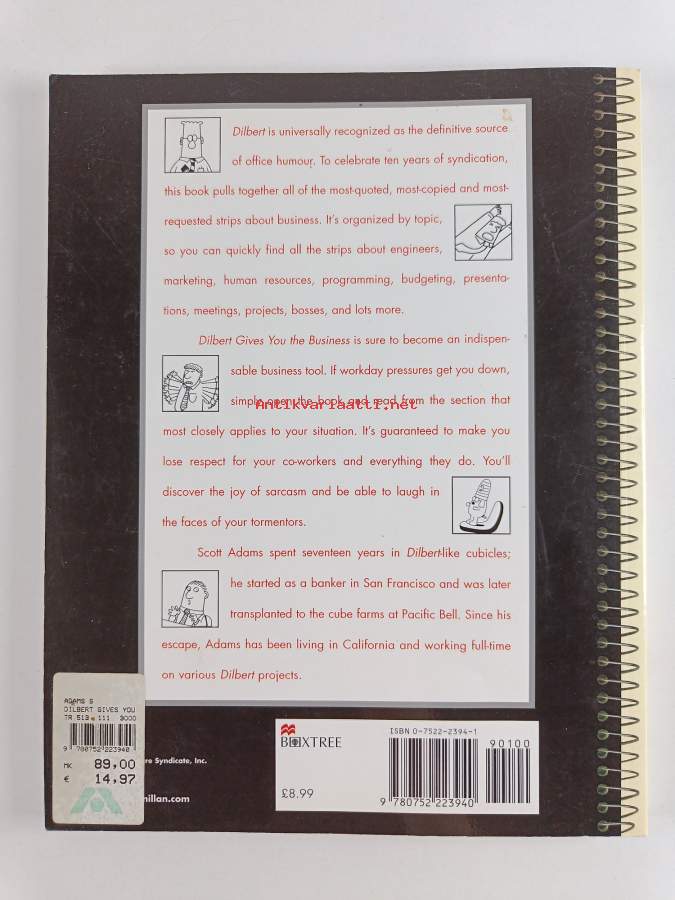 Dilbert is universally recognized as the definitive source
of office humour. To celebrate ten years of syndication,
this book pulls together all of the most-quoted, most-copied and most-
requested strips about business. It's organized by topic,
so you can quickly find all the strips about engineers,
marketing, human resources, programming, budgeting, presenta-
tions, meetings, projects, bosses, and lots more.
Dilbert Gives You the Business is sure to become an indispen-
sable business tool. If workday pressures get you down,
simply open the book and read from the section that
Antikvariaatti.net
most closely applies to your situation. It's guaranteed to make you
lose respect for your co-workers and everything they do. You'll
discover the joy of sarcasm and be able to laugh in
the faces of your tormentors.
Scott Adams spent seventeen years in Dilbert-like cubicles;
he started as a banker in San Francisco and was later
transplanted to the cube farms at Pacific Bell. Since his
escape, Adams has been living in California and working full-time
on various Dilbert projects.
ADAMS S
DILBERT GIVES YOU
TR 513 111 3000
9 780752 223940
MK 89,00
€ 14,97
re Syndicate, Inc.
millan.com
BOXTREE
£8.99
ISBN 0-7522-2394-1
90100
9 780752 223940